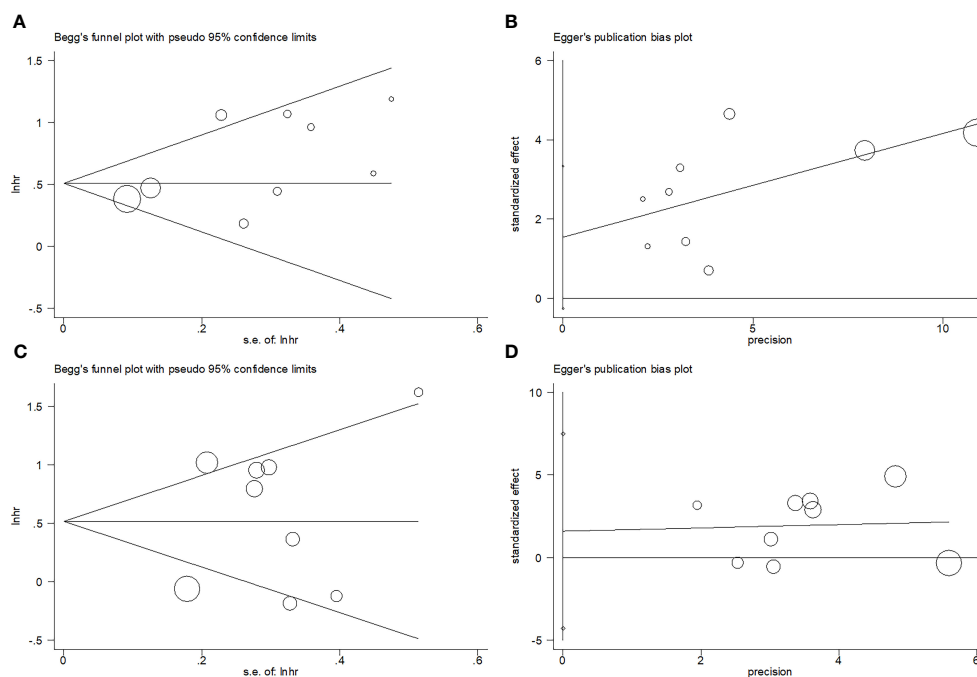 A
Begg's funnel plot with pseudo 95% confidence limits
lnhr
1.5
1
.5
0
-.5
0
.2
.4
.6
s.e. of: lnhr
B
Egger's publication bias plot
standardized effect
6
4
2
0
0
5
10
precision
C
Begg's funnel plot with pseudo 95% confidence limits
lnhr
1.5
1
.5
0
-.5
0
.2
.4
.6
s.e. of: lnhr
D
Egger's publication bias plot
standardized effect
10
5
0
-5
0
2
4
6
precision